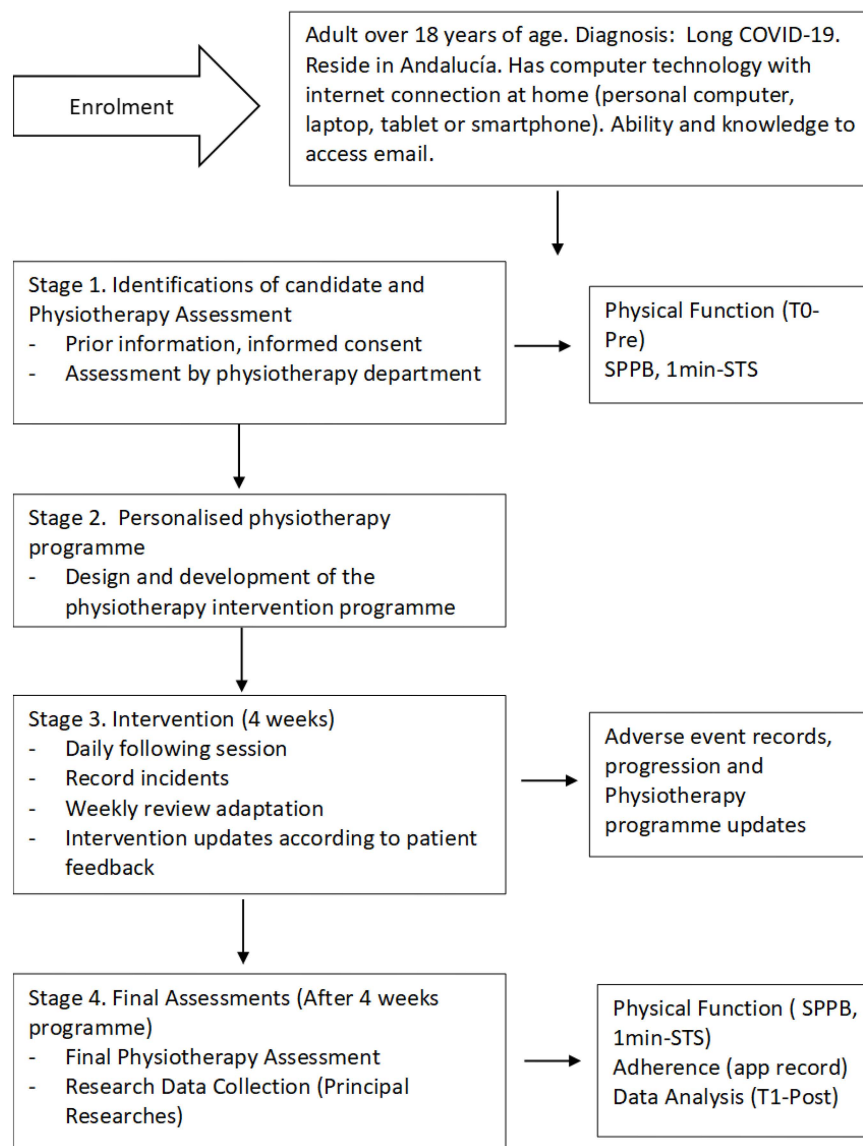 Enrolment
Adult over 18 years of age. Diagnosis:  Long COVID-19.
Reside in Andalucía. Has computer technology with
internet connection at home (personal computer,
laptop, tablet or smartphone). Ability and knowledge to
access email.
Stage 1. Identifications of candidate and
Physiotherapy Assessment
- Prior information, informed consent
- Assessment by physiotherapy department
Physical Function (T0-
Pre)
SPPB, 1min-STS
Stage 2.  Personalised physiotherapy
programme
- Design and development of the
physiotherapy intervention programme
Stage 3. Intervention (4 weeks)
- Daily following session
- Record incidents
- Weekly review adaptation
- Intervention updates according to patient
feedback
Adverse event records,
progression and
Physiotherapy
programme updates
Stage 4. Final Assessments (After 4 weeks
programme)
- Final Physiotherapy Assessment
- Research Data Collection (Principal
Researches)
Physical Function ( SPPB,
1min-STS)
Adherence (app record)
Data Analysis (T1-Post)